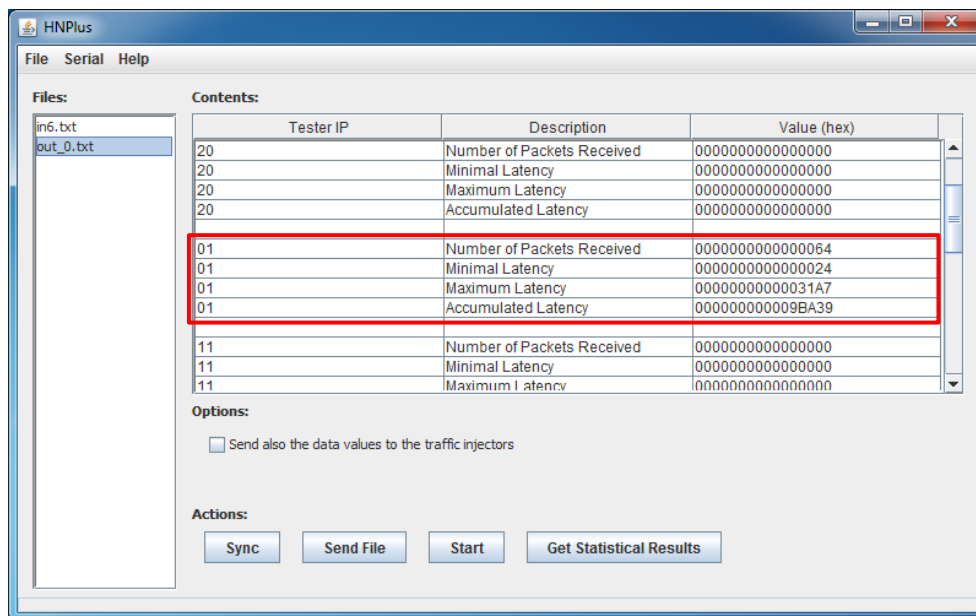 HNPlus
File Serial Help
Files:
in6.txt
out_0.txt
Contents:
Tester IP Description Value (hex)
20 Number of Packets Received 0000000000000000
20 Minimal Latency 0000000000000000
20 Maximum Latency 0000000000000000
20 Accumulated Latency 0000000000000000
01 Number of Packets Received 0000000000000064
01 Minimal Latency 0000000000000024
01 Maximum Latency 00000000000031A7
01 Accumulated Latency 000000000009BA39
11 Number of Packets Received 0000000000000000
11 Minimal Latency 0000000000000000
11 Maximum Latency 0000000000000000
Options:
Send also the data values to the traffic injectors
Actions:
Sync Send File Start Get Statistical Results